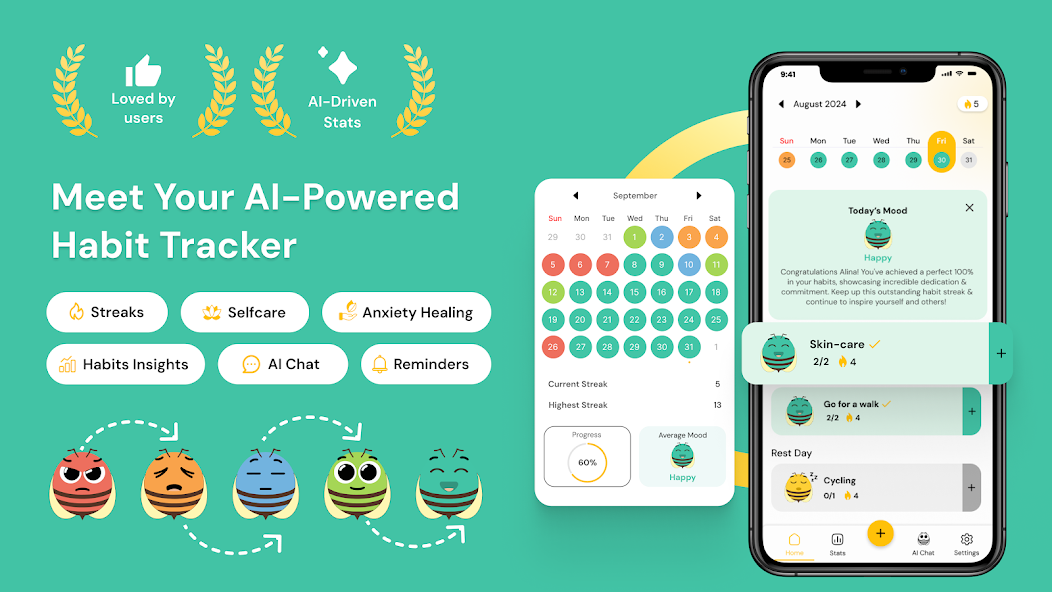 Loved by
users
AI-Driven
Stats
Meet Your AI-Powered
Habit Tracker
Streaks
Selfcare
Anxiety Healing
Habits Insights
AI Chat
Reminders
September
Sun Mon Tue Wed Thu Fri Sat
29 30 31 1 2 3 4
5 6 7 8 9 10 11
12 13 14 15 16 17 18
19 20 21 22 23 24 25
26 27 28 29 30 31 1
Current Streak 5
Highest Streak 13
Progress
60%
Average Mood
Happy
9:41
August 2024
5
Sun Mon Tue Wed Thu Fri Sat
25 26 27 28 29 30 31
Today's Mood
Happy
Congratulations Alina! You've achieved a perfect 100%
in your habits, showcasing incredible dedication &
commitment. Keep up this outstanding habit streak &
continue to inspire yourself and others!
Skin-care
2/2 4
+
Go for a walk
2/2 4
+
Rest Day
Cycling
0/1 4
+
Home
Stats
+
AI Chat
Settings